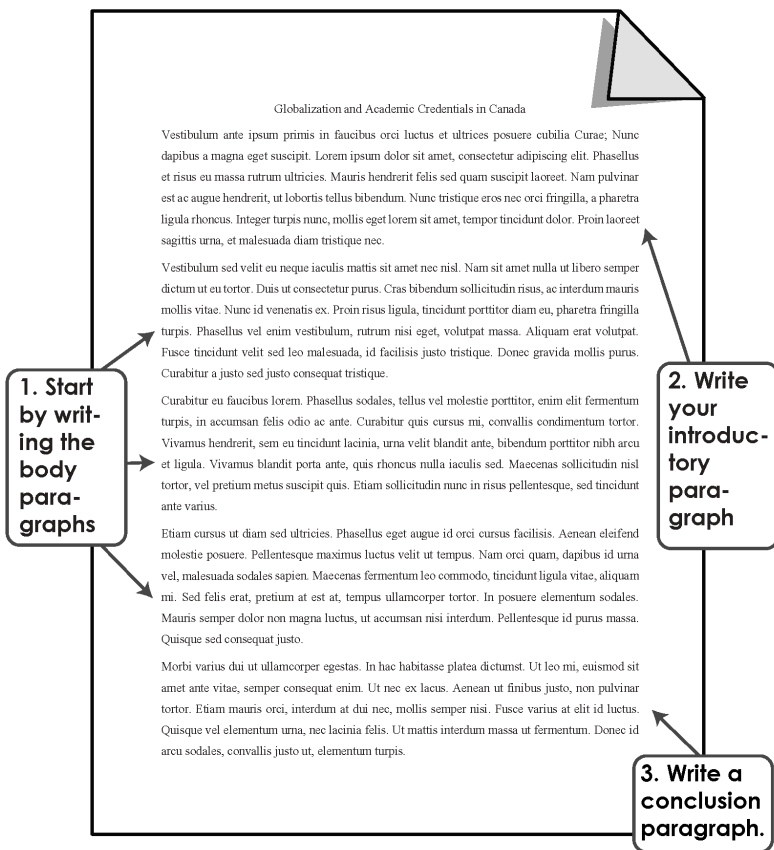 Globalization and Academic Credentials in Canada
Vestibulum ante ipsum primis in faucibus orci luctus et ultrices posuere cubilia Curae; Nunc
dapibus a magna eget suscipit. Lorem ipsum dolor sit amet, consectetur adipiscing elit. Phasellus
et risus eu massa rutrum ultricies. Mauris hendrerit felis sed quam suscipit laoreet. Nam pulvinar
est ac augue hendrerit, ut lobortis tellus bibendum. Nunc tristique eros nec orci fringilla, a pharetra
ligula rhoncus. Integer turpis nunc, mollis eget lorem sit amet, tempor tincidunt dolor. Proin laoreet
sagittis urna, et malesuada diam tristique nec.
Vestibulum sed velit eu neque iaculis mattis sit amet nec nisl. Nam sit amet nulla ut libero semper
dictum ut eu tortor. Duis ut consectetur purus. Cras bibendum sollicitudin risus, ac interdum mauris
mollis vitae. Nunc id venenatis ex. Proin risus ligula, tincidunt porttitor diam eu, pharetra fringilla
turpis. Phasellus vel enim vestibulum, rutrum nisi eget, volutpat massa. Aliquam erat volutpat.
Fusce tincidunt velit sed leo malesuada, id facilisis justo tristique. Donec gravida mollis purus.
Curabitur a justo sed justo consequat tristique.
Curabitur eu faucibus lorem. Phasellus sodales, tellus vel molestie porttitor, enim elit fermentum
turpis, in accumsan felis odio ac ante. Curabitur quis cursus mi, convallis condimentum tortor.
Vivamus hendrerit, sem eu tincidunt lacinia, urna velit blandit ante, bibendum porttitor nibh arcu
et ligula. Vivamus blandit porta ante, quis rhoncus nulla iaculis sed. Maecenas sollicitudin nisl
tortor, vel pretium metus suscipit quis. Etiam sollicitudin nunc in risus pellentesque, sed tincidunt
ante varius.
Etiam cursus ut diam sed ultricies. Phasellus eget augue id orci cursus facilisis. Aenean eleifend
molestie posuere. Pellentesque maximus luctus velit ut tempus. Nam orci quam, dapibus id urna
vel, malesuada sodales sapien. Maecenas fermentum leo commodo, tincidunt ligula vitae, aliquam
mi. Sed felis erat, pretium at est at, tempus ullamcorper tortor. In posuere elementum sodales.
Mauris semper dolor non magna luctus, ut accumsan nisi interdum. Pellentesque id purus massa.
Quisque sed consequat justo.
Morbi varius dui ut ullamcorper egestas. In hac habitasse platea dictumst. Ut leo mi, euismod sit
amet ante vitae, semper consequat enim. Ut nec ex lacus. Aenean ut finibus justo, non pulvinar
tortor. Etiam mauris orci, interdum at dui nec, mollis semper nisi. Fusce varius at elit id luctus.
Quisque vel elementum urna, nec lacinia felis. Ut mattis interdum massa ut fermentum. Donec id
arcu sodales, convallis justo ut, elementum turpis.
1. Start
by writ-
ing the
body
para-
graphs
2. Write
your
introduc-
tory
para-
graph
3. Write a
conclusion
paragraph.